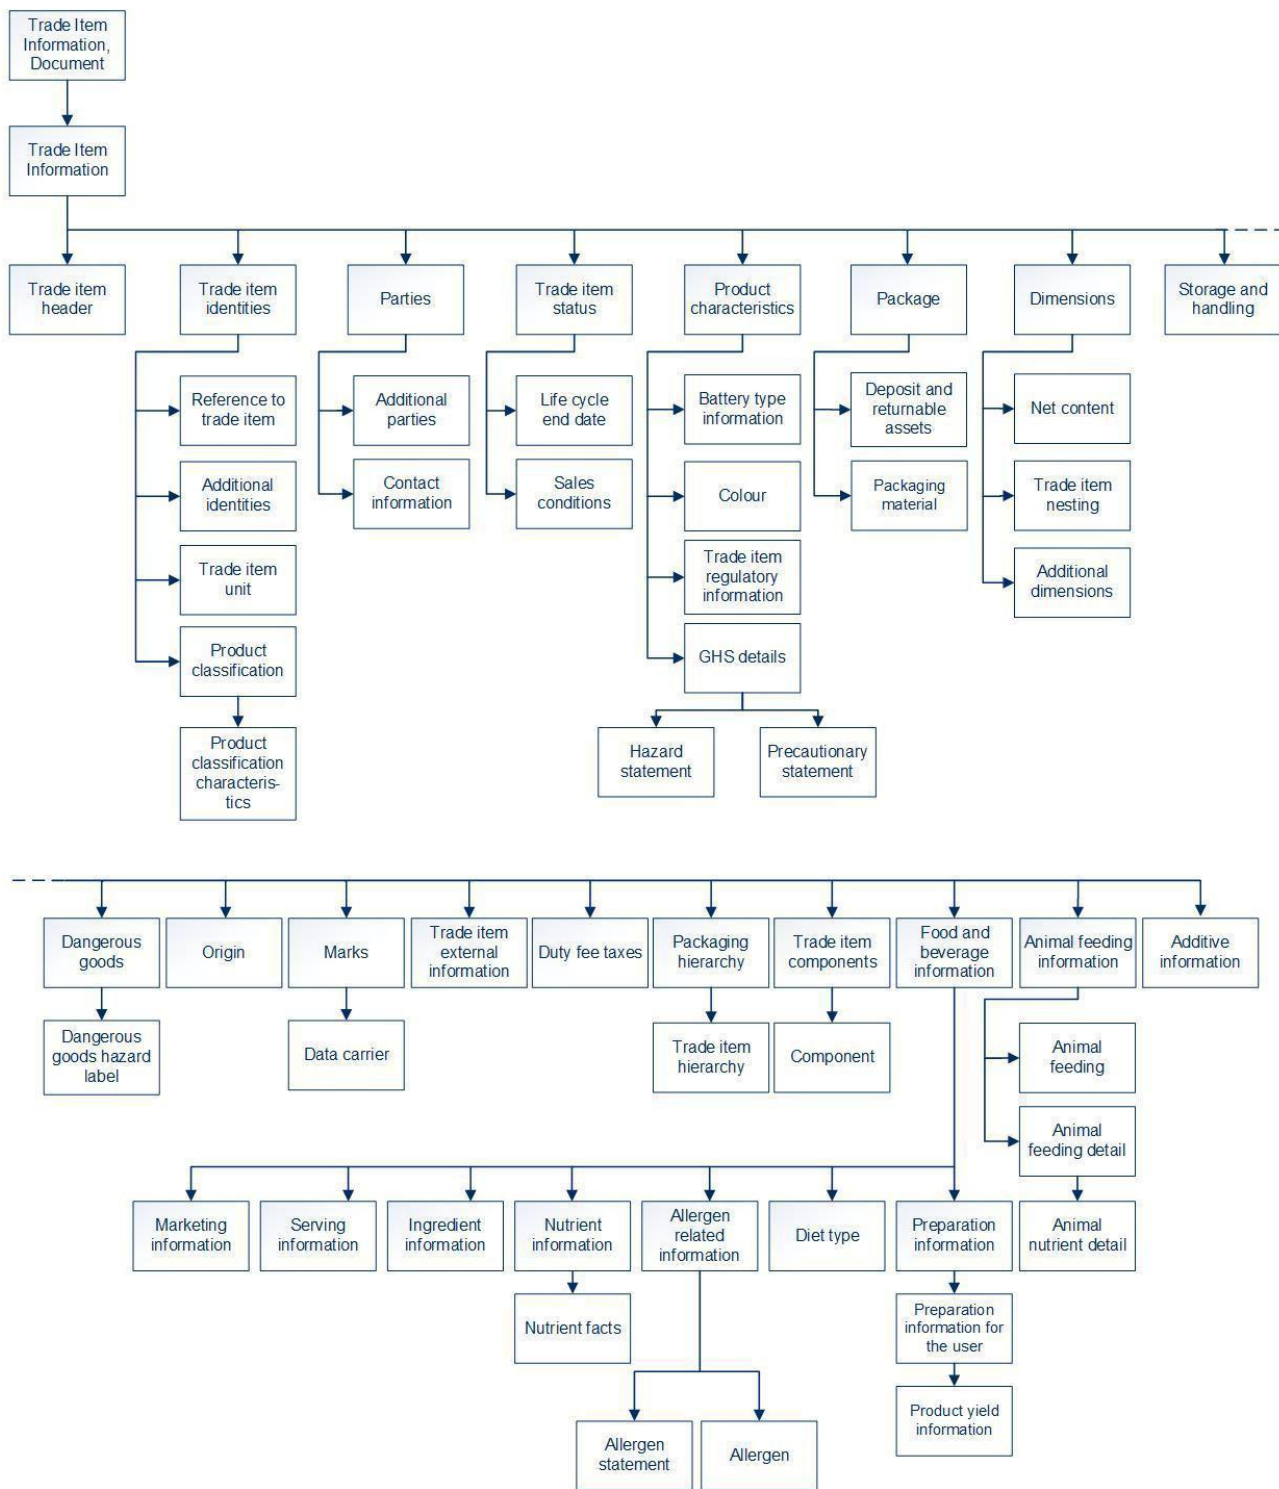 Trade Item
Information,
Document
Trade Item
Information
Trade item
header
Trade item
identities
Parties
Trade item
status
Product
characteristics
Package
Dimensions
Storage and
handling
Reference to
trade item
Additional
parties
Life cycle
end date
Battery type
information
Deposit and
returnable
assets
Net content
Additional
identities
Contact
information
Sales
conditions
Colour
Packaging
material
Trade item
nesting
Trade item
unit
Trade item
regulatory
information
Additional
dimensions
Product
classification
GHS details
Product
classification
characteris-
tics
Hazard
statement
Precautionary
statement
Dangerous
goods
Origin
Marks
Trade item
external
information
Duty fee taxes
Packaging
hierarchy
Trade item
components
Food and
beverage
information
Animal feeding
information
Additive
information
Dangerous
goods hazard
label
Data carrier
Trade item
hierarchy
Component
Animal
feeding
Animal
feeding detail
Marketing
information
Serving
information
Ingredient
information
Nutrient
information
Allergen
related
information
Diet type
Preparation
information
Animal
nutrient detail
Nutrient facts
Preparation
information for
the user
Product yield
information
Allergen
statement
Allergen